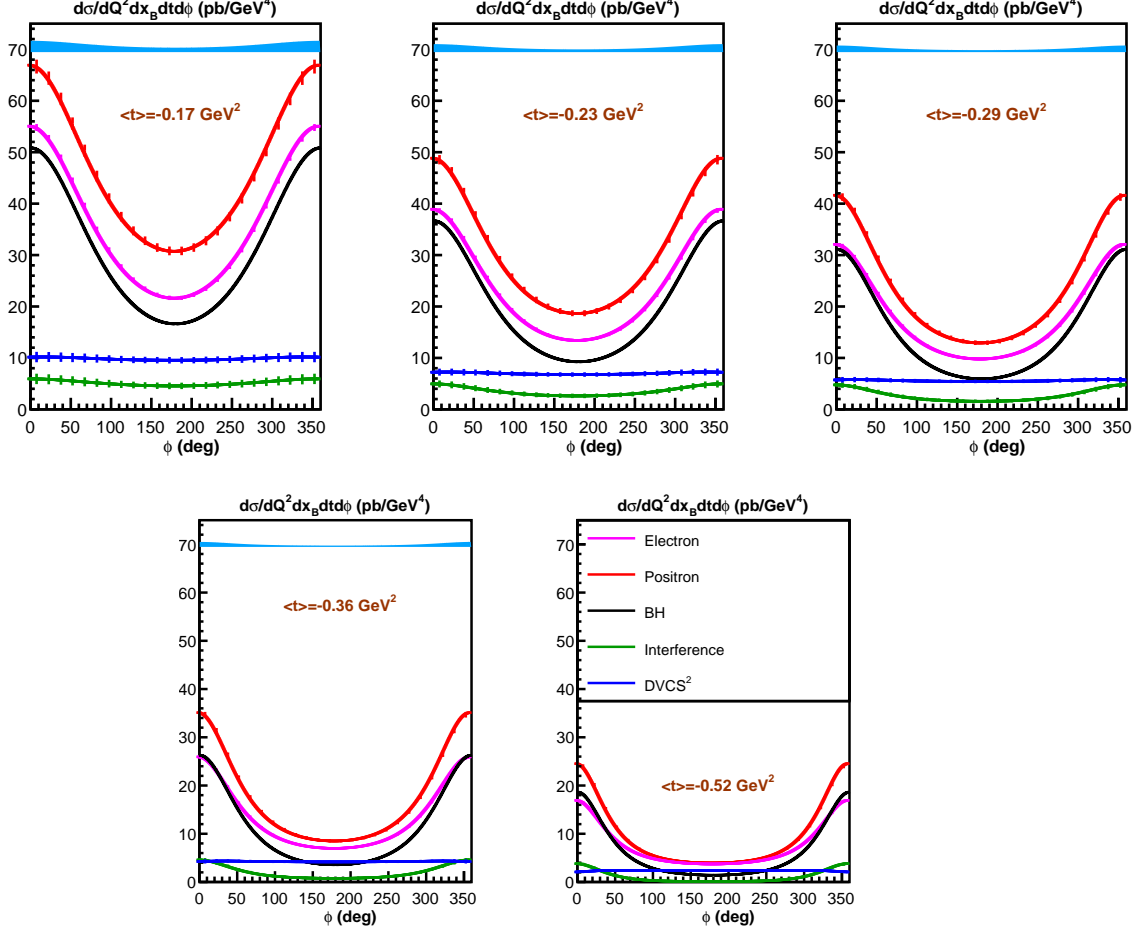 dσ/dQ²dx_Bdtdϕ (pb/GeV⁴)
70
60
50
40
30
20
10
0
<t>=-0.17 GeV²
0 50 100 150 200 250 300 350
ϕ (deg)
dσ/dQ²dx_Bdtdϕ (pb/GeV⁴)
70
60
50
40
30
20
10
0
<t>=-0.23 GeV²
0 50 100 150 200 250 300 350
ϕ (deg)
dσ/dQ²dx_Bdtdϕ (pb/GeV⁴)
70
60
50
40
30
20
10
0
<t>=-0.29 GeV²
0 50 100 150 200 250 300 350
ϕ (deg)
dσ/dQ²dx_Bdtdϕ (pb/GeV⁴)
70
60
50
40
30
20
10
0
<t>=-0.36 GeV²
0 50 100 150 200 250 300 350
ϕ (deg)
dσ/dQ²dx_Bdtdϕ (pb/GeV⁴)
70
60
50
40
30
20
10
0
Electron
Positron
BH
Interference
DVCS²
<t>=-0.52 GeV²
0 50 100 150 200 250 300 350
ϕ (deg)